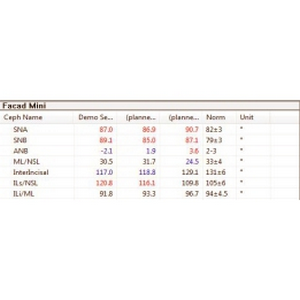 Facad Mini
Ceph Name Demo Se... (planne... (planne... Norm Unit
SNA 87.0 86.9 90.7 82±3 °
SNB 89.1 85.0 87.1 79±3 °
ANB -2.1 1.9 3.6 2-3 °
ML/NSL 30.5 31.7 24.5 33±4 °
InterIncisal 117.0 118.8 129.1 131±6 °
ILs/NSL 120.8 116.1 109.8 105±6 °
ILi/ML 91.8 93.3 96.7 94±4.5 °